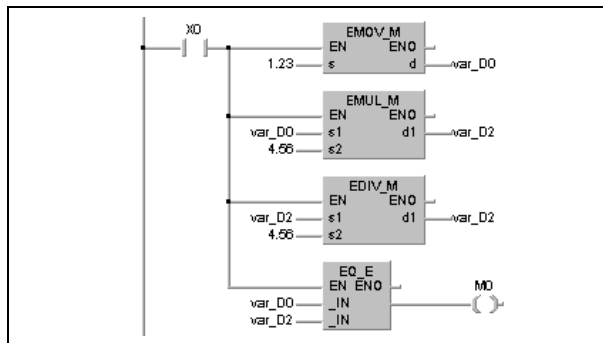 X0
EMOV_M
EN ENO
1.23 s d var_D0
EMUL_M
EN ENO
var_D0 s1 d1 var_D2
4.56 s2
EDIV_M
EN ENO
var_D2 s1 d1 var_D2
4.56 s2
EQ_E
EN ENO
var_D0 _IN M0
var_D2 _IN